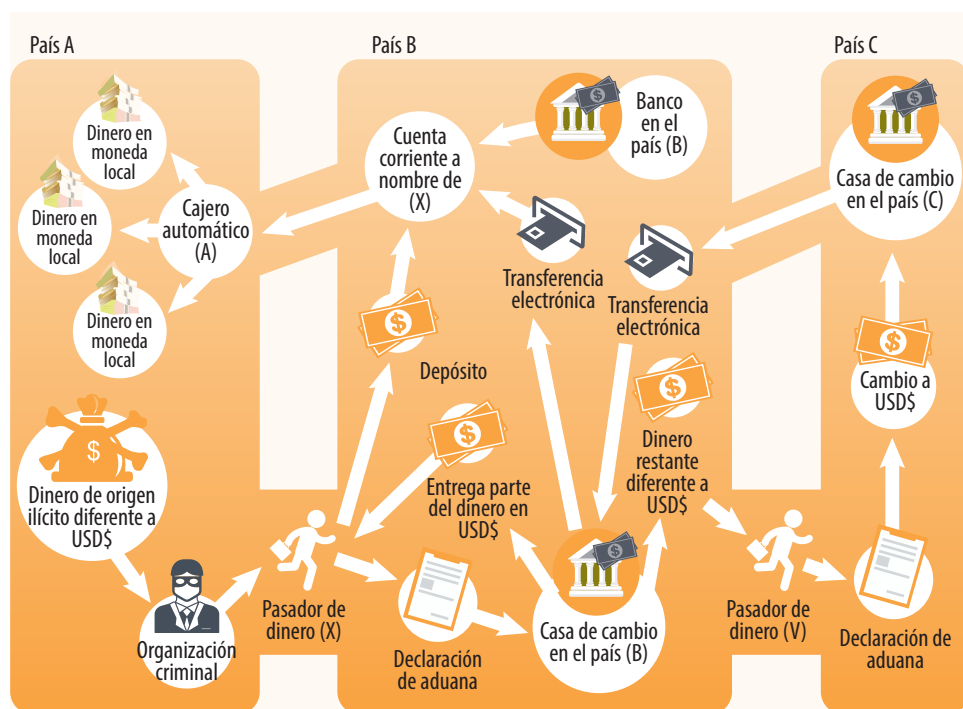 País A
País B
País C
Dinero en
moneda
local
Dinero en
moneda
local
Dinero en
moneda
local
Cajero
automático
(A)
Cuenta
corriente a
nombre de
(X)
Banco
en el
país (B)
Casa de cambio
en el país (C)
Transferencia
electrónica
Transferencia
electrónica
$
Depósito
$
Cambio a
USD$
$
Dinero de origen
ilícito diferente a
USD$
$
Entrega parte
del dinero en
USD$
$
Dinero
restante
diferente a
USD$
Organización
criminal
Pasador de
dinero (X)
Declaración
de aduana
$
Casa de cambio
en el país (B)
Pasador de
dinero (V)
Declaración de
aduana